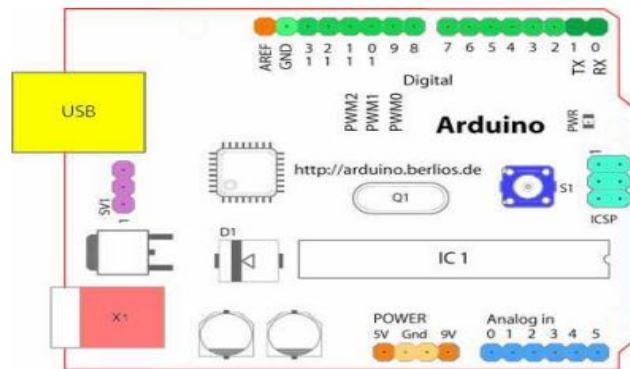 AREF GND 13 12 11 10 9 8 7 6 5 4 3 2 1 0
TX RX
Digital
USB
PWM2 PWM1 PWM0
Arduino
PWR
http://arduino.berlios.de
1
SV1
1
Q1
S1
ICSP
D1
IC 1
X1
POWER
5V Gnd 9V
Analog in
0 1 2 3 4 5